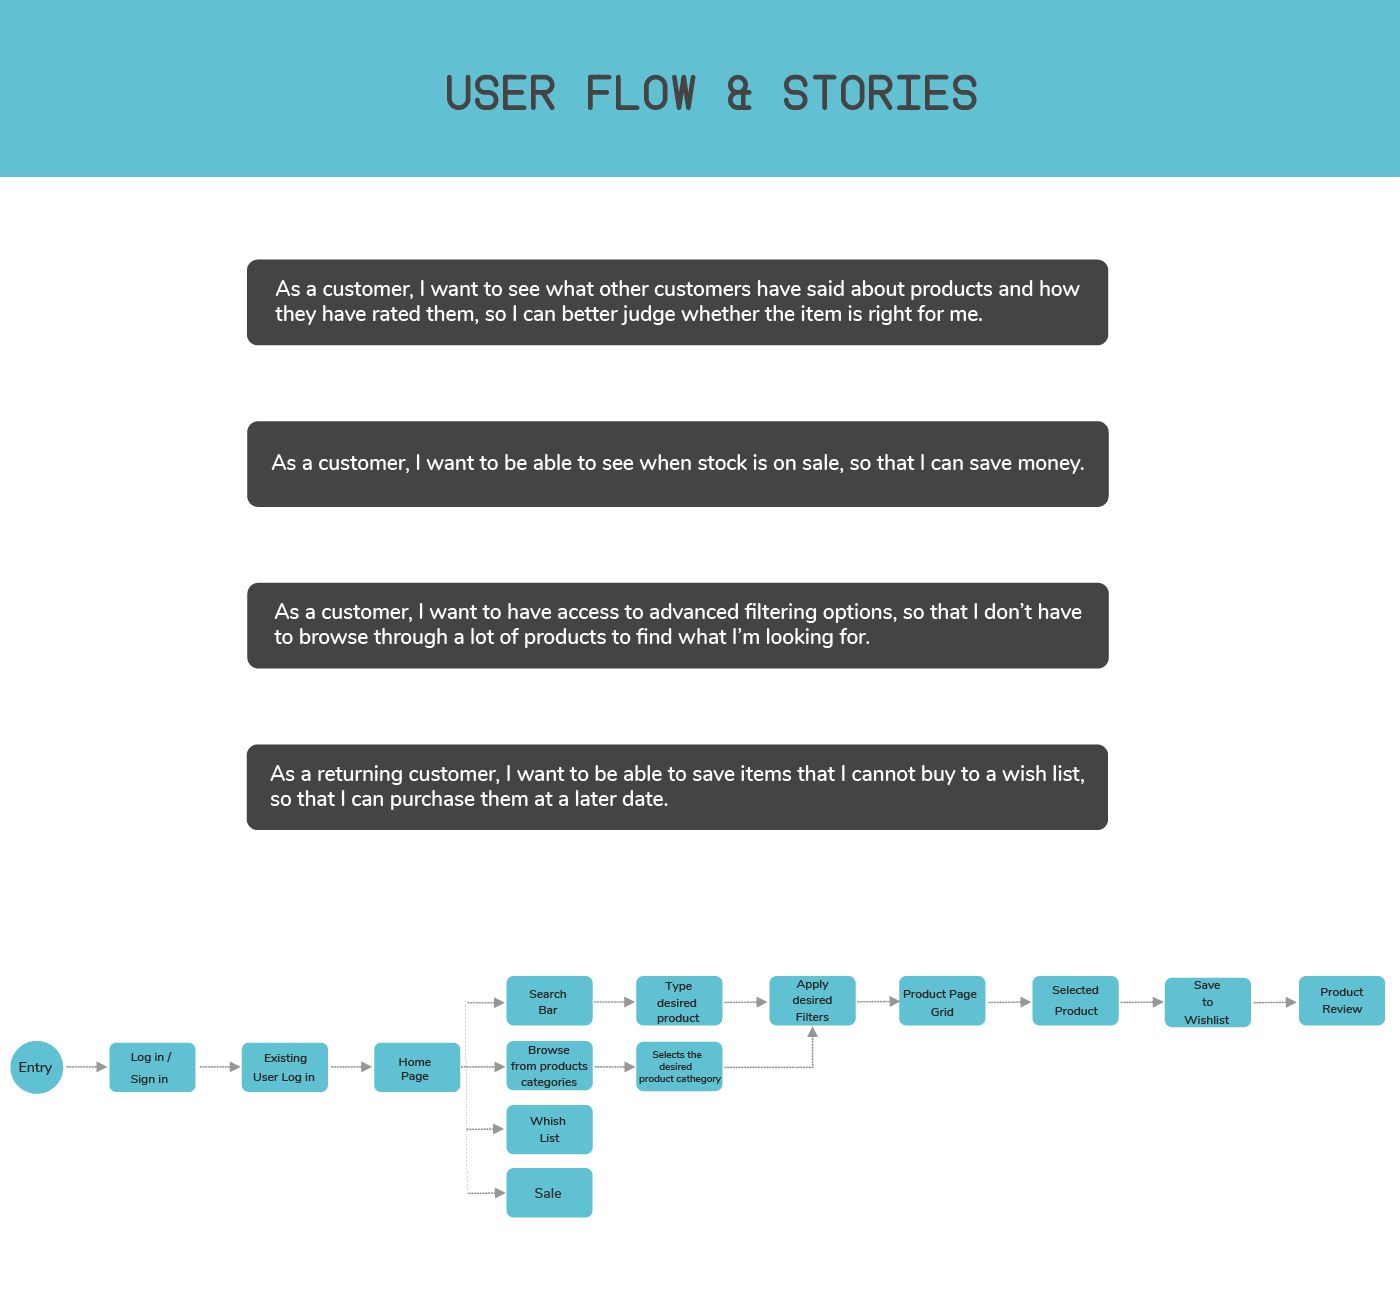 USER FLOW & STORIES
As a customer, I want to see what other customers have said about products and how
they have rated them, so I can better judge whether the item is right for me.
As a customer, I want to be able to see when stock is on sale, so that I can save money.
As a customer, I want to have access to advanced filtering options, so that I don’t have
to browse through a lot of products to find what I’m looking for.
As a returning customer, I want to be able to save items that I cannot buy to a wish list,
so that I can purchase them at a later date.
Entry
Log in /
Sign in
Existing
User Log in
Home
Page
Search
Bar
Type
desired
product
Apply
desired
Filters
Product Page
Grid
Selected
Product
Save
to
Wishlist
Product
Review
Browse
from products
categories
Selects the
desired
product cathegory
Whish
List
Sale